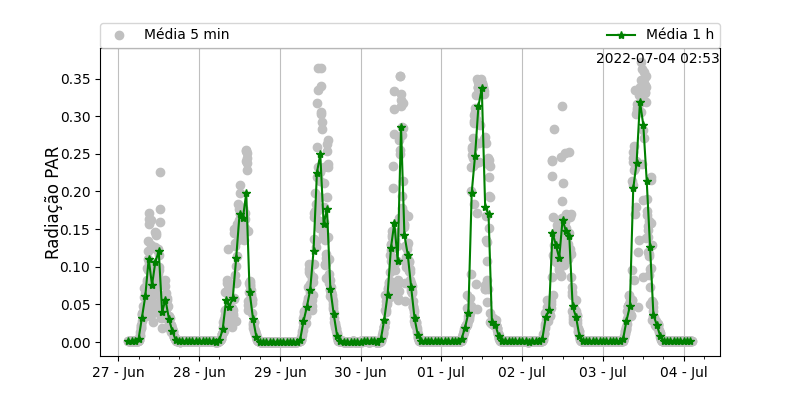 Média 5 min
Média 1 h
2022-07-04 02:53
Radiação PAR
0.35
0.30
0.25
0.20
0.15
0.10
0.05
0.00
27 - Jun
28 - Jun
29 - Jun
30 - Jun
01 - Jul
02 - Jul
03 - Jul
04 - Jul